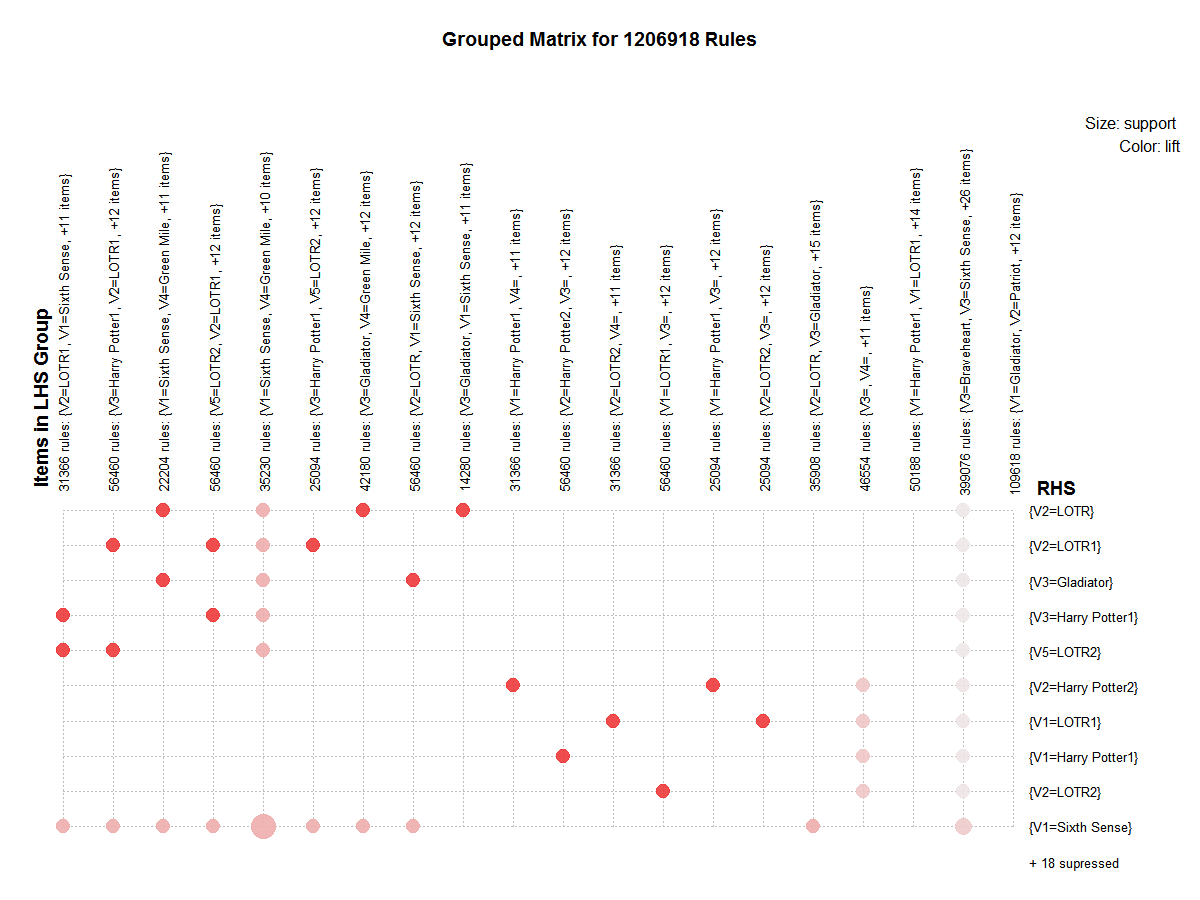 Grouped Matrix for 1206918 Rules
Size: support
Color: lift
Items in LHS Group
31366 rules: {V2=LOTR1, V1=Sixth Sense, +11 items}
56460 rules: {V3=Harry Potter1, V2=LOTR1, +12 items}
22204 rules: {V1=Sixth Sense, V4=Green Mile, +11 items}
56460 rules: {V5=LOTR2, V2=LOTR1, +12 items}
35230 rules: {V1=Sixth Sense, V4=Green Mile, +10 items}
25094 rules: {V3=Harry Potter1, V5=LOTR2, +12 items}
42180 rules: {V3=Gladiator, V4=Green Mile, +12 items}
56460 rules: {V2=LOTR, V1=Sixth Sense, +12 items}
14280 rules: {V3=Gladiator, V1=Sixth Sense, +11 items}
31366 rules: {V1=Harry Potter1, V4=, +11 items}
56460 rules: {V2=Harry Potter2, V3=, +12 items}
31366 rules: {V2=LOTR2, V4=, +11 items}
56460 rules: {V1=LOTR1, V3=, +12 items}
25094 rules: {V1=Harry Potter1, V3=, +12 items}
25094 rules: {V2=LOTR2, V3=, +12 items}
35908 rules: {V2=LOTR, V3=Gladiator, +15 items}
46554 rules: {V3=, V4=, +11 items}
50188 rules: {V1=Harry Potter1, V1=LOTR1, +14 items}
399076 rules: {V3=Braveheart, V3=Sixth Sense, +26 items}
109618 rules: {V1=Gladiator, V2=Patriot, +12 items}
RHS
{V2=LOTR}
{V2=LOTR1}
{V3=Gladiator}
{V3=Harry Potter1}
{V5=LOTR2}
{V2=Harry Potter2}
{V1=LOTR1}
{V1=Harry Potter1}
{V2=LOTR2}
{V1=Sixth Sense}
+ 18 supressed